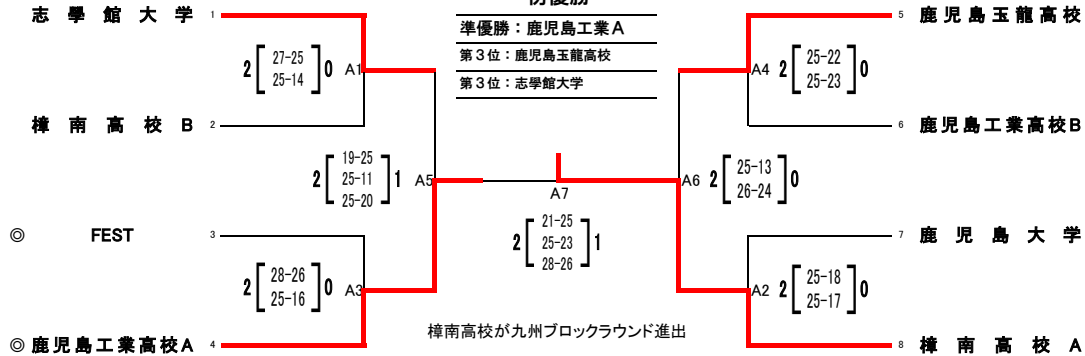 初優勝
準優勝：鹿児島工業A
第3位：鹿児島玉龍高校
第3位：志學館大学
志學館大学 1
2 [ 27-25 25-14 ] 0 A1
樟南高校B 2
2 [ 19-25 25-11 25-20 ] 1 A5
◎ FEST 3
2 [ 28-26 25-16 ] 0 A3
◎ 鹿児島工業高校A 4
A7
2 [ 21-25 25-23 28-26 ] 1
樟南高校が九州ブロックラウンド進出
5 鹿児島玉龍高校
A4 2 [ 25-22 25-23 ] 0
6 鹿児島工業高校B
A6 2 [ 25-13 26-24 ] 0
7 鹿児島大学
A2 2 [ 25-18 25-17 ] 0
8 樟南高校A